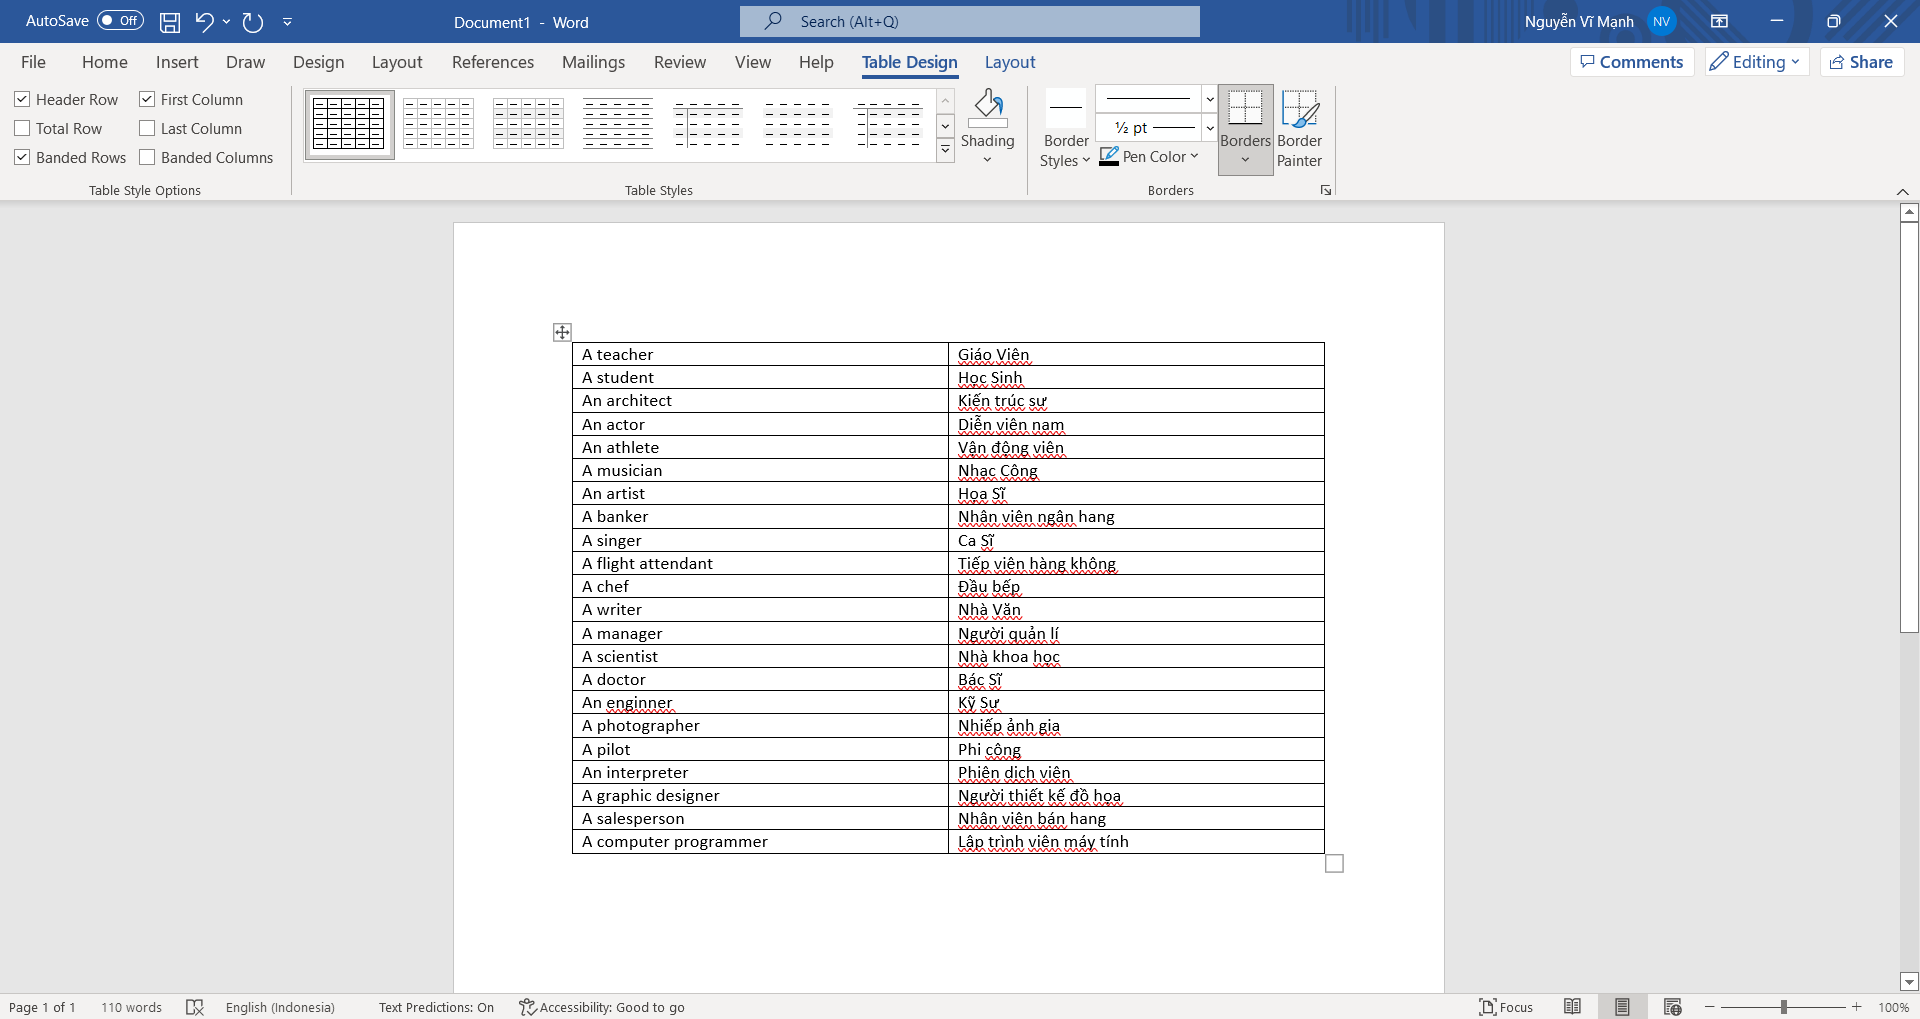 AutoSave Off Document1 - Word Search (Alt+Q) Nguyễn Vĩ Mạnh NV
File Home Insert Draw Design Layout References Mailings Review View Help Table Design Layout Comments Editing Share
Header Row First Column
Total Row Last Column
Banded Rows Banded Columns
Table Style Options
Table Styles
Shading
Border Styles
½ pt
Pen Color
Borders
Border Painter
Borders
A teacher Giáo Viên
A student Học Sinh
An architect Kiến trúc sư
An actor Diễn viên nam
An athlete Vận động viên
A musician Nhạc Công
An artist Họa Sĩ
A banker Nhân viên ngân hang
A singer Ca Sĩ
A flight attendant Tiếp viên hàng không
A chef Đầu bếp
A writer Nhà Văn
A manager Người quản lí
A scientist Nhà khoa học
A doctor Bác Sĩ
An enginner Kỹ Sư
A photographer Nhiếp ảnh gia
A pilot Phi công
An interpreter Phiên dịch viên
A graphic designer Người thiết kế đồ họa
A salesperson Nhân viên bán hang
A computer programmer Lập trình viên máy tính
Page 1 of 1 110 words English (Indonesia) Text Predictions: On Accessibility: Good to go Focus 100%